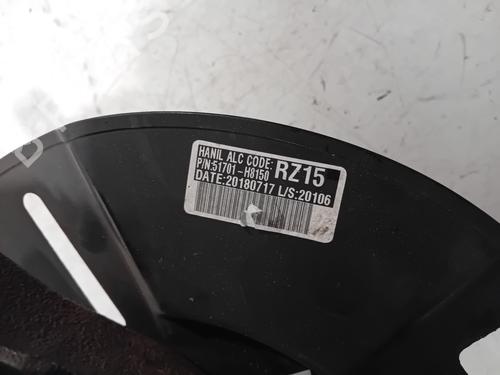 HANIL ALC CODE: RZ15
P/N:51701-H8150
DATE:20180717 L/S:20106